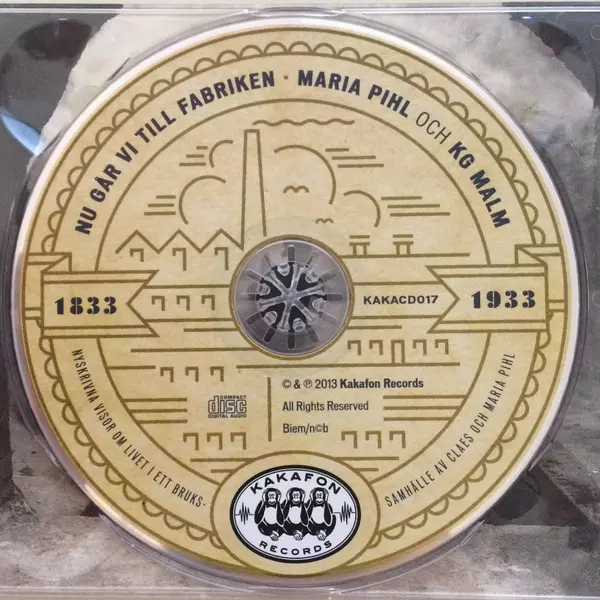 NU GÅR VI TILL FABRIKEN · MARIA PIHL OCH KG MALM
1833
KAKACD017
1933
© & ℗ 2013 Kakafon Records
All Rights Reserved
Biem/n©b
COMPACT
disc
DIGITAL AUDIO
NYSKRIVNA VISOR OM LIVET I ETT BRUKS-
SAMHÄLLE AV CLAES OCH MARIA PIHL
KAKAFON
RECORDS